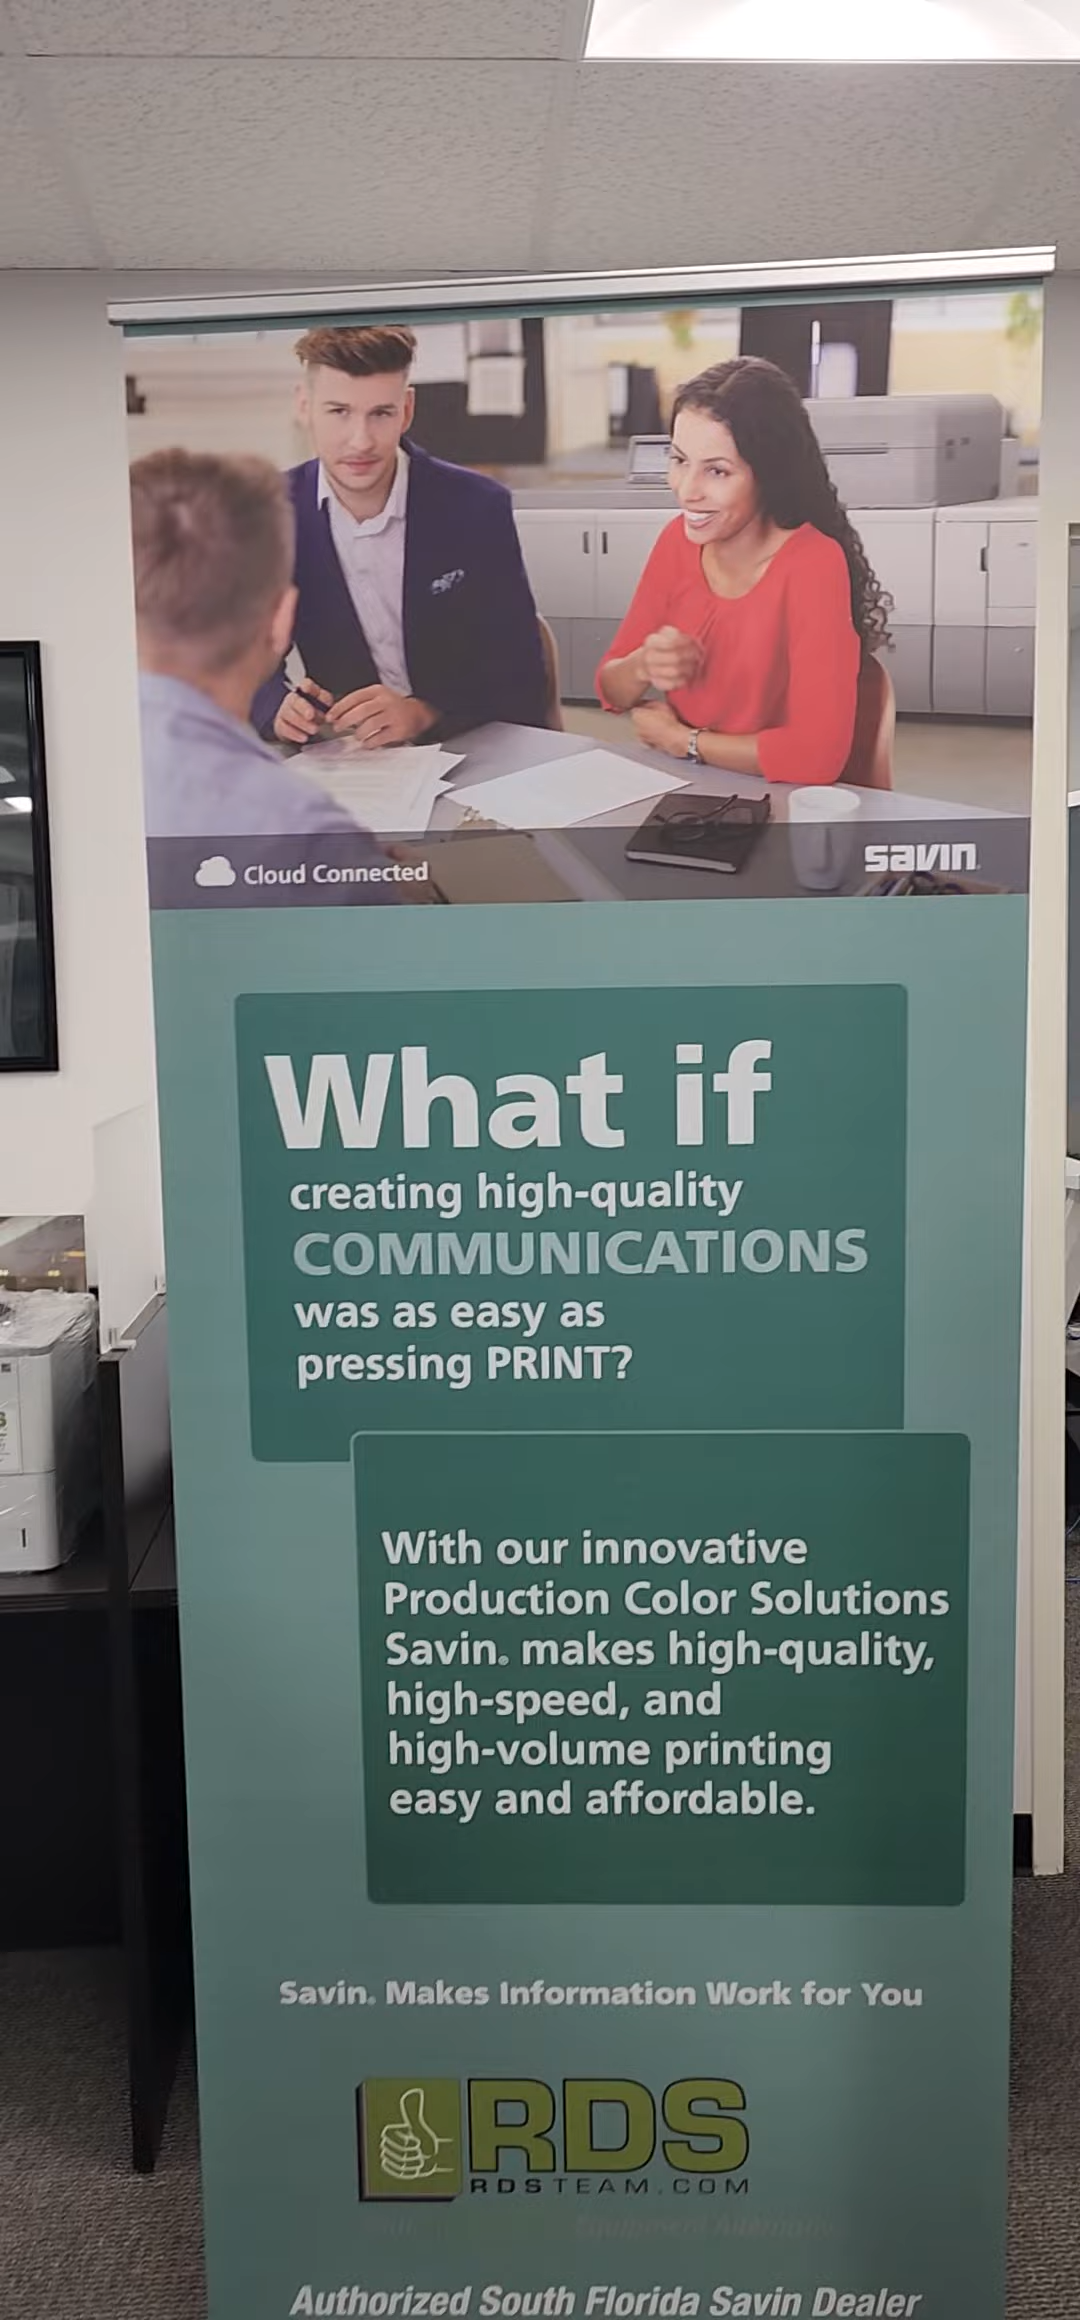 Cloud Connected
savin
What if
creating high-quality
COMMUNICATIONS
was as easy as
pressing PRINT?
With our innovative
Production Color Solutions
Savin® makes high-quality,
high-speed, and
high-volume printing
easy and affordable.
Savin® Makes Information Work for You
RDS
RDSTEAM.COM
Equipment
Authorized South Florida Savin Dealer